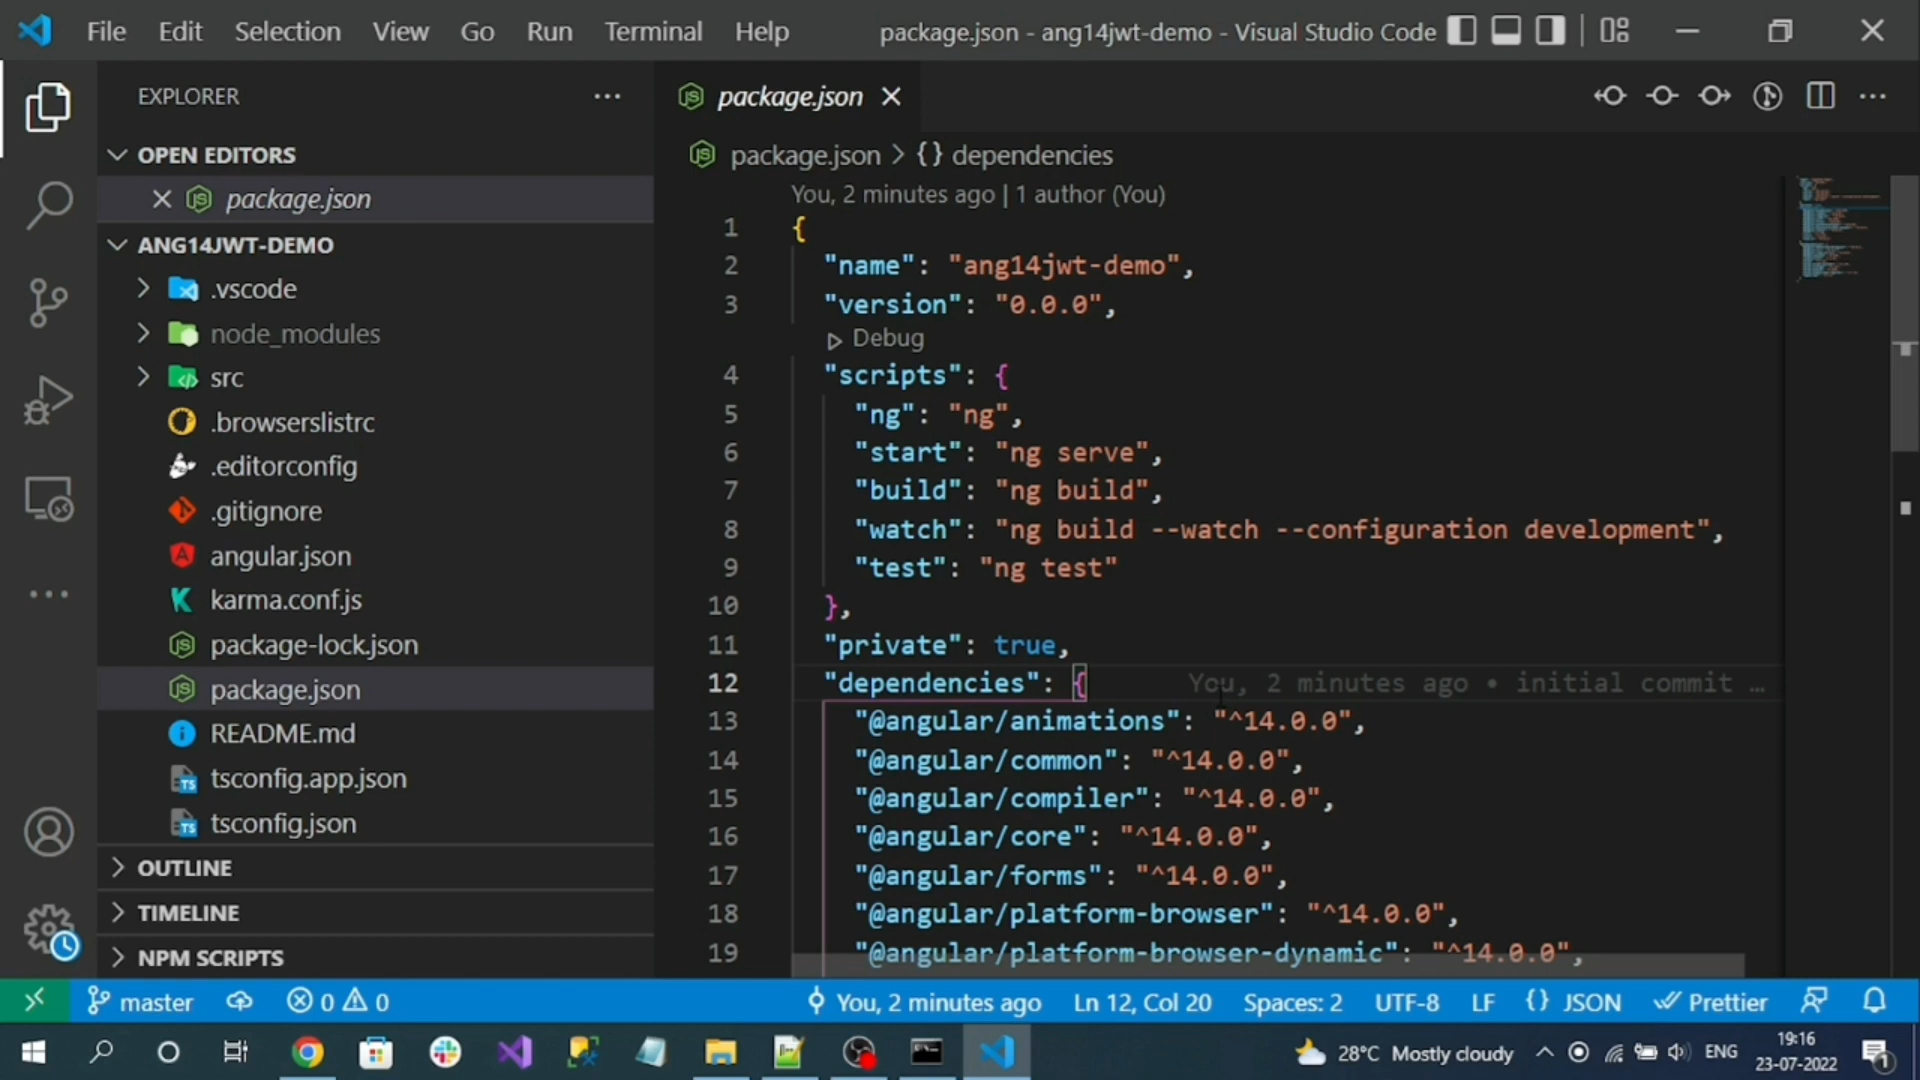 File Edit Selection View Go Run Terminal Help package.json - ang14jwt-demo - Visual Studio Code
EXPLORER
OPEN EDITORS
package.json
ANG14JWT-DEMO
.vscode
node_modules
src
.browserslistrc
.editorconfig
.gitignore
angular.json
karma.conf.js
package-lock.json
package.json
README.md
tsconfig.app.json
tsconfig.json
OUTLINE
TIMELINE
NPM SCRIPTS
package.json
package.json > {} dependencies
You, 2 minutes ago | 1 author (You)
1 {
2 "name": "ang14jwt-demo",
3 "version": "0.0.0",
Debug
4 "scripts": {
5 "ng": "ng",
6 "start": "ng serve",
7 "build": "ng build",
8 "watch": "ng build --watch --configuration development",
9 "test": "ng test"
10 },
11 "private": true,
12 "dependencies": { You, 2 minutes ago • initial commit …
13 "@angular/animations": "^14.0.0",
14 "@angular/common": "^14.0.0",
15 "@angular/compiler": "^14.0.0",
16 "@angular/core": "^14.0.0",
17 "@angular/forms": "^14.0.0",
18 "@angular/platform-browser": "^14.0.0",
19 "@angular/platform-browser-dynamic": "^14.0.0",
master 0 0 You, 2 minutes ago Ln 12, Col 20 Spaces: 2 UTF-8 LF {} JSON Prettier
28°C Mostly cloudy ENG 19:16
23-07-2022 1